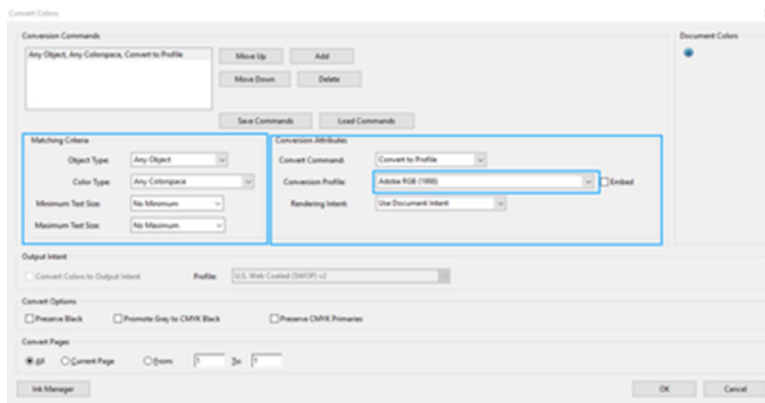 Convert Colors
Conversion Commands
Document Colors
Any Object, Any Colorspace, Convert to Profile
Move Up
Add
Move Down
Delete
Save Commands
Load Commands
Matching Criteria
Conversion Attributes
Object Type:
Any Object
Convert Command:
Convert to Profile
Color Type:
Any Colorspace
Conversion Profile:
Adobe RGB (1998)
Embed
Minimum Text Size:
No Minimum
Rendering Intent:
Use Document Intent
Maximum Text Size:
No Maximum
Output Intent
Convert Colors to Output Intent
Profile:
U.S. Web Coated (SWOP) v2
Convert Options
Preserve Black
Promote Gray to CMYK Black
Preserve CMYK Primaries
Convert Pages
All
Current Page
From:
1
To:
1
Ink Manager
OK
Cancel